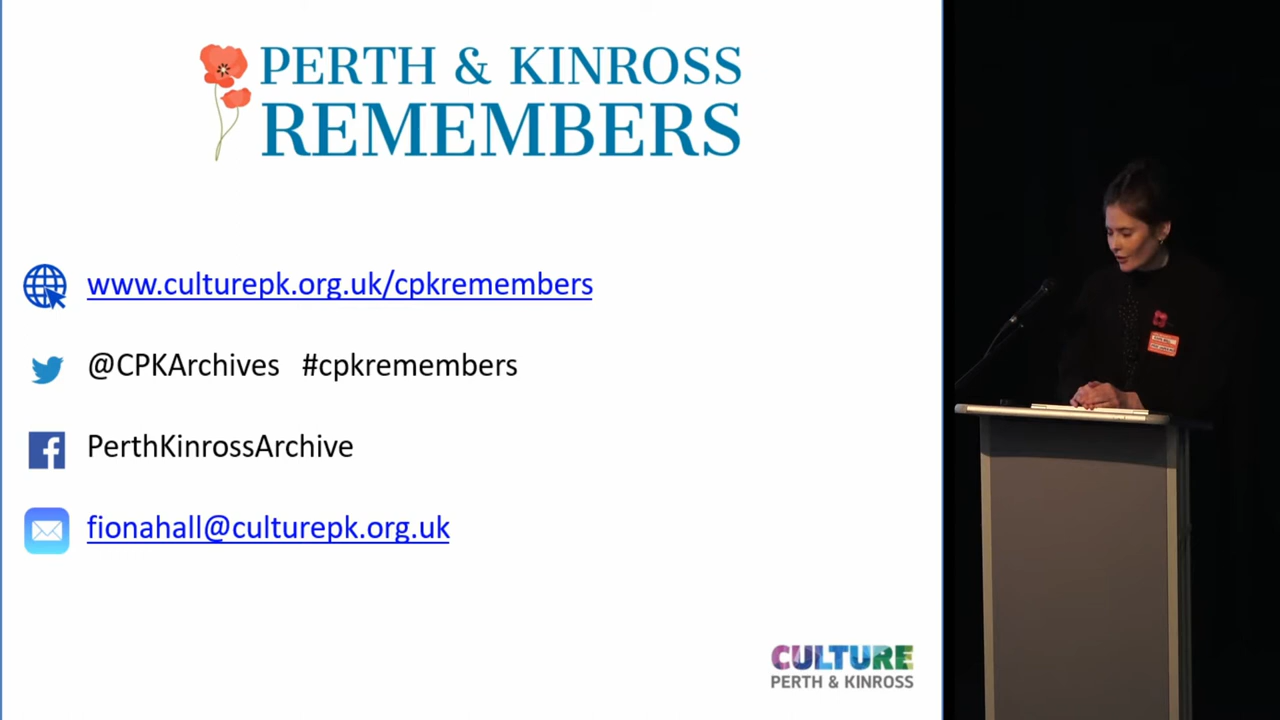 PERTH & KINROSS
REMEMBERS
www.culturepk.org.uk/cpkremembers
@CPKArchives #cpkremembers
PerthKinrossArchive
fionahall@culturepk.org.uk
CULTURE
PERTH & KINROSS